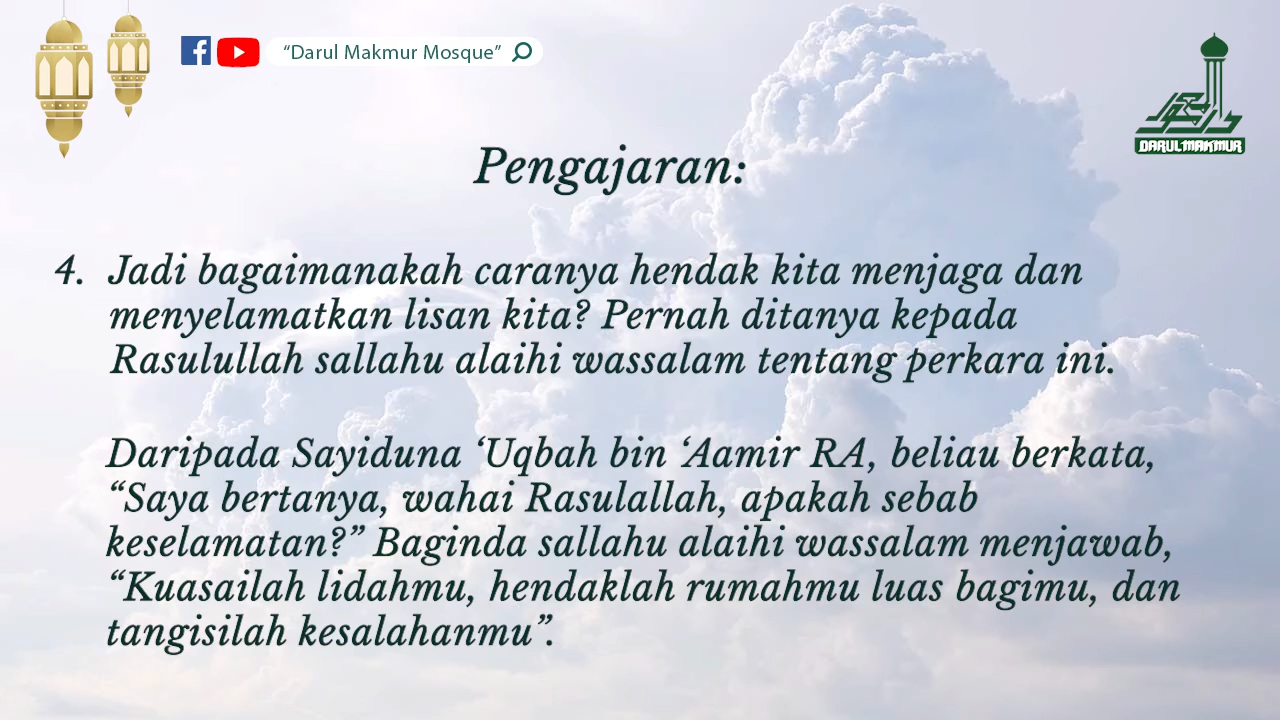 “Darul Makmur Mosque”
DARUL MAKMUR
Pengajaran:
4. Jadi bagaimanakah caranya hendak kita menjaga dan
menyelamatkan lisan kita? Pernah ditanya kepada
Rasulullah sallahu alaihi wassalam tentang perkara ini.
Daripada Sayiduna ‘Uqbah bin ‘Aamir RA, beliau berkata,
“Saya bertanya, wahai Rasulallah, apakah sebab
keselamatan?” Baginda sallahu alaihi wassalam menjawab,
“Kuasailah lidahmu, hendaklah rumahmu luas bagimu, dan
tangisilah kesalahanmu”.